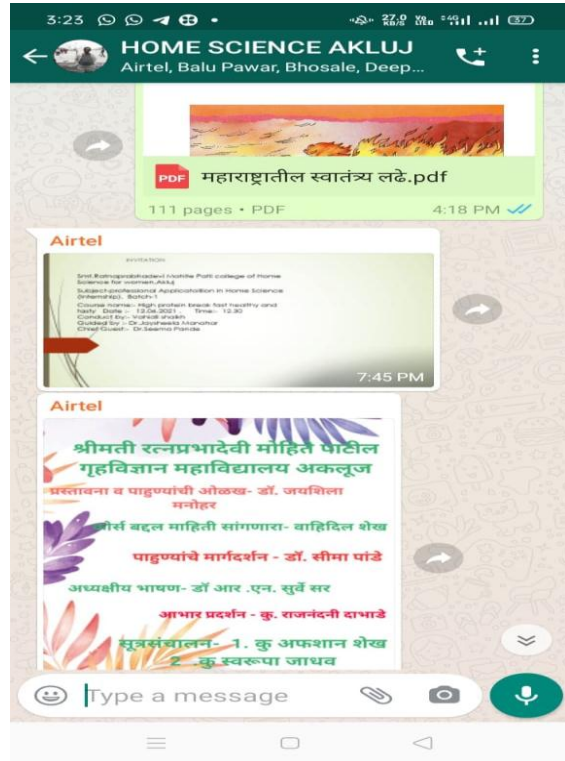 3:23
27.0 KB/S
37
HOME SCIENCE AKLUJ
Airtel, Balu Pawar, Bhosale, Deep...
PDF महाराष्ट्रातील स्वातंत्र्य लढे.pdf
111 pages • PDF 4:18 PM
Airtel
INVITATION
Smt.Ratnaprabhadevi Mohite Patil college of Home
Science for women,Akluj
Subject:professional Application in Home Science
(Internship), Batch-1
Course name:- High protein break fast healthy and
tasty Date :- 12.06.2021 . Time:- 12.30
Conduct by:-
Guided by :- Dr.Jaysheela Manohar
Chief Guest:- Dr.Seema Pande
7:45 PM
Airtel
श्रीमती रत्नप्रभादेवी मोहिते पाटील
गृहविज्ञान महाविद्यालय अकलूज
प्रस्तावना व पाहुण्यांची ओळख- डॉ. जयशिला
मनोहर
कोर्स बद्दल माहिती सांगणारा- वाहिदिल शेख
पाहुण्यांचे मार्गदर्शन - डॉ. सीमा पांडे
अध्यक्षीय भाषण- डॉ आर .एन. सुर्वे सर
आभार प्रदर्शन - कु. राजनंदनी दाभाडे
सूत्रसंचालन- 1. कु अफशान शेख
2 कु स्वरूपा जाधव
Type a message